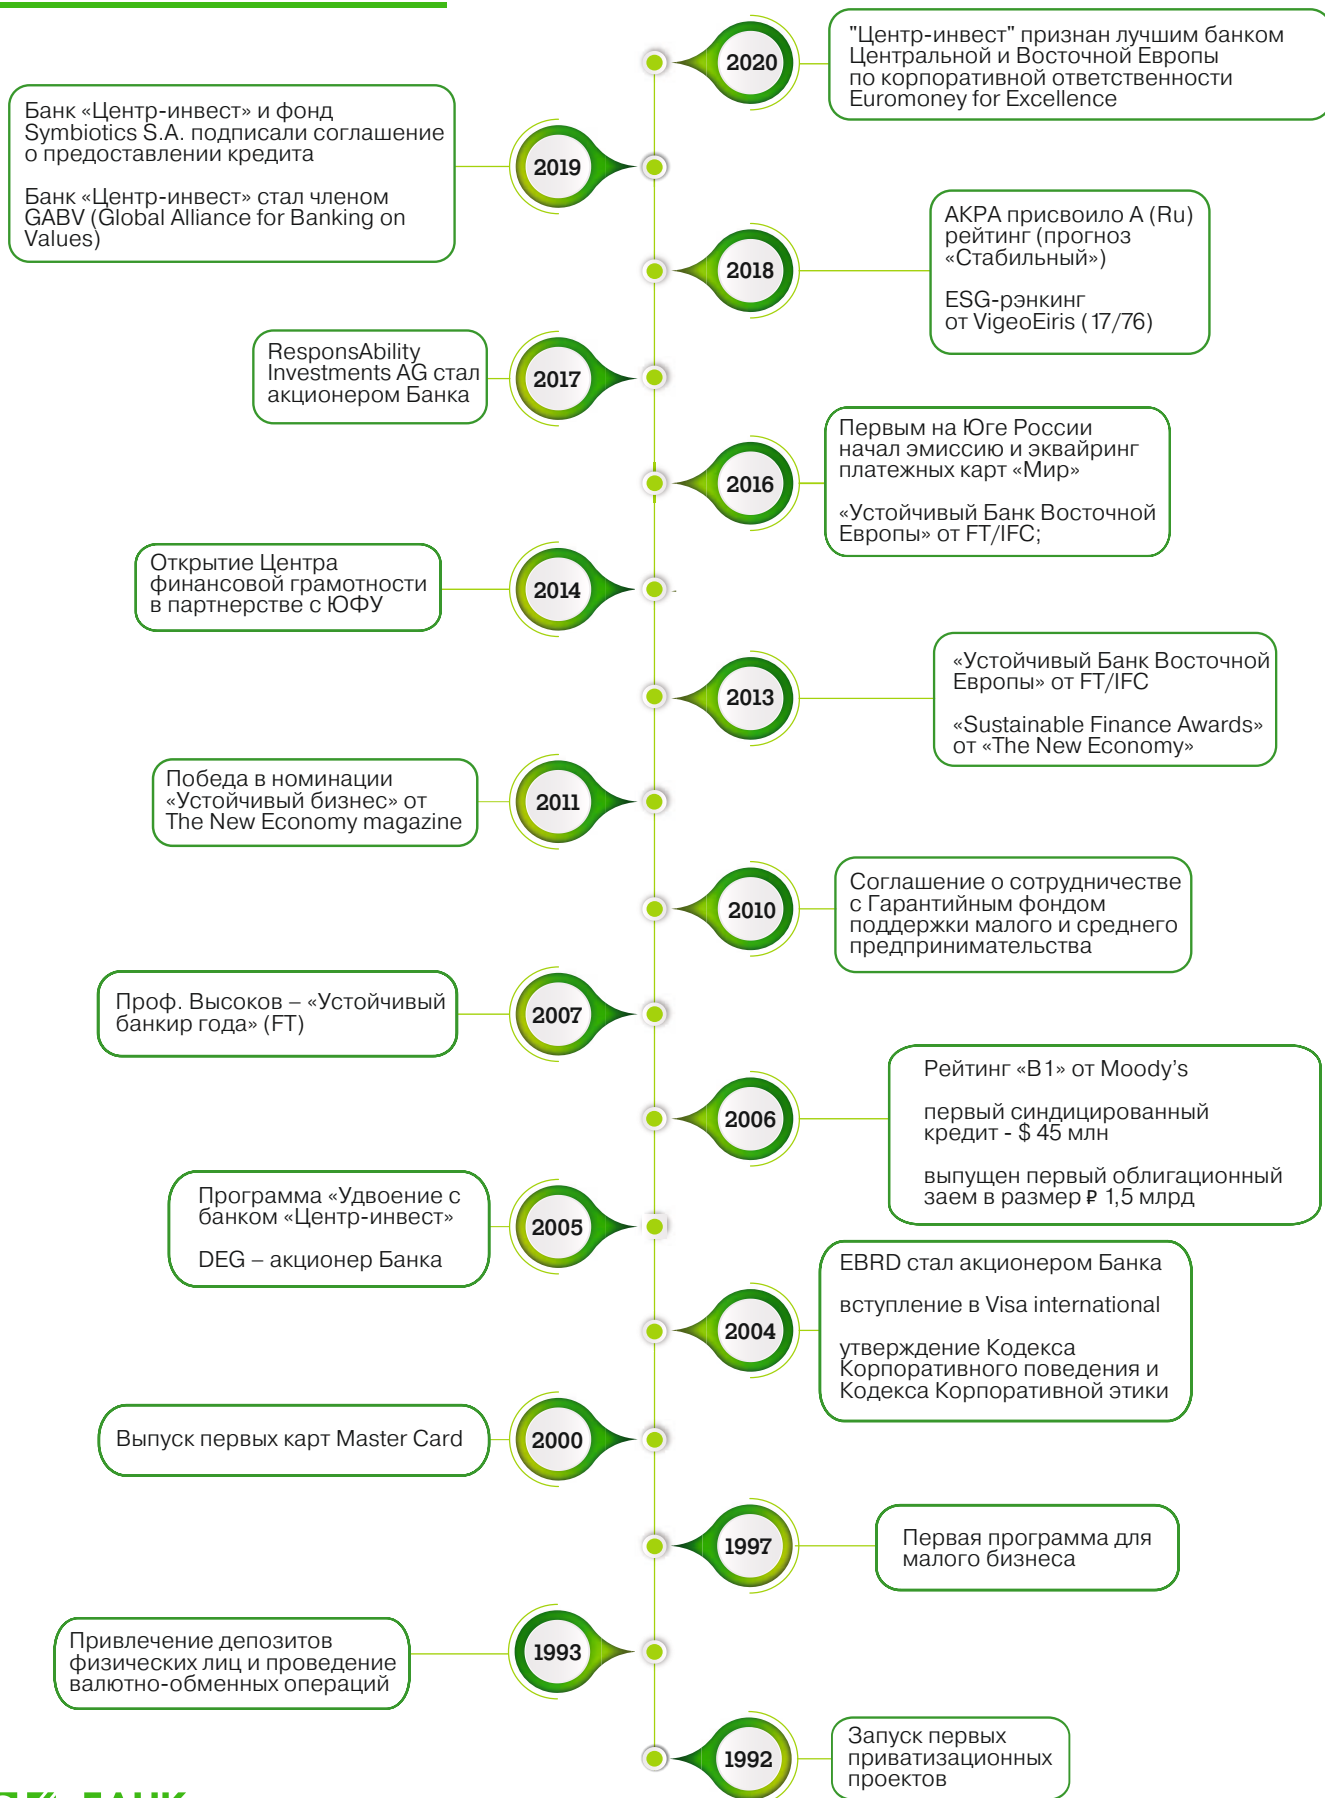 2020
"Центр-инвест" признан лучшим банком
Центральной и Восточной Европы
по корпоративной ответственности
Euromoney for Excellence
Банк «Центр-инвест» и фонд
Symbiotics S.A. подписали соглашение
о предоставлении кредита
Банк «Центр-инвест» стал членом
GABV (Global Alliance for Banking on
Values)
2019
2018
АКРА присвоило A (Ru)
рейтинг (прогноз
«Стабильный»)
ESG-рэнкинг
от VigeoEiris (17/76)
ResponsAbility
Investments AG стал
акционером Банка
2017
2016
Первым на Юге России
начал эмиссию и эквайринг
платежных карт «Мир»
«Устойчивый Банк Восточной
Европы» от FT/IFC;
Открытие Центра
финансовой грамотности
в партнерстве с ЮФУ
2014
2013
«Устойчивый Банк Восточной
Европы» от FT/IFC
«Sustainable Finance Awards»
от «The New Economy»
Победа в номинации
«Устойчивый бизнес» от
The New Economy magazine
2011
2010
Соглашение о сотрудничестве
с Гарантийным фондом
поддержки малого и среднего
предпринимательства
Проф. Высоков – «Устойчивый
банкир года» (FT)
2007
2006
Рейтинг «B1» от Moody's
первый синдицированный
кредит - $ 45 млн
выпущен первый облигационный
заем в размер ₽ 1,5 млрд
Программа «Удвоение с
банком «Центр-инвест»
DEG – акционер Банка
2005
2004
EBRD стал акционером Банка
вступление в Visa international
утверждение Кодекса
Корпоративного поведения и
Кодекса Корпоративной этики
Выпуск первых карт Master Card
2000
1997
Первая программа для
малого бизнеса
Привлечение депозитов
физических лиц и проведение
валютно-обменных операций
1993
1992
Запуск первых
приватизационных
проектов